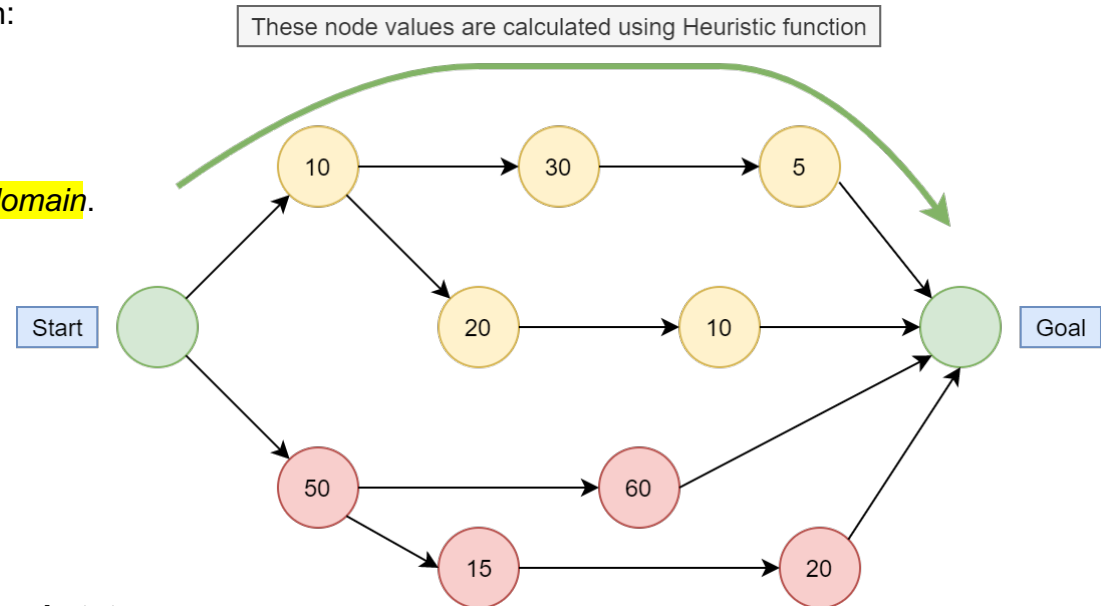 n:
These node values are calculated using Heuristic function
domain.
10
30
5
Start
20
10
Goal
50
60
15
20